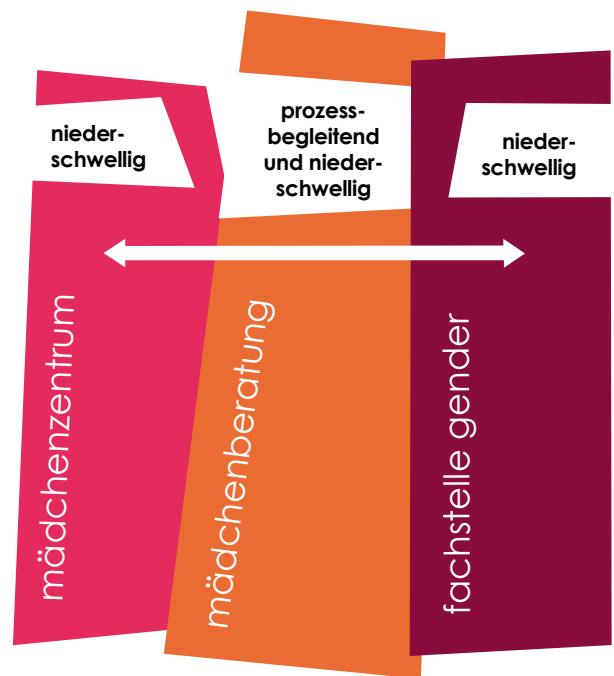 nieder-
schwellig
prozess-
begleitend
und nieder-
schwellig
nieder-
schwellig
mädchenzentrum
mädchenberatung
fachstelle gender